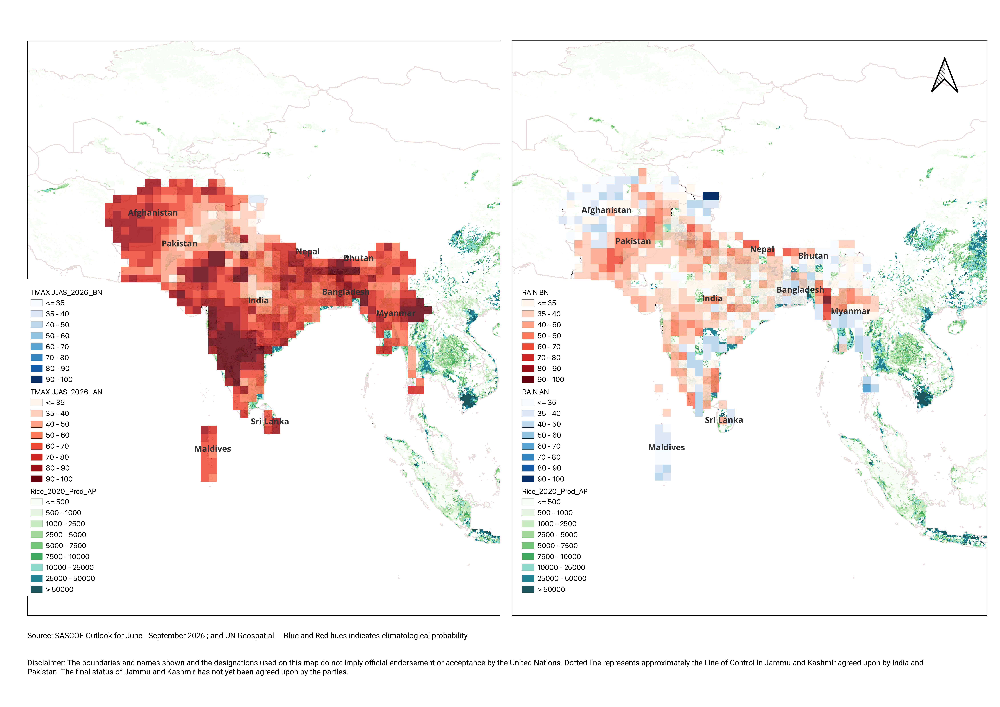 Afghanistan
Pakistan
Nepal
Bhutan
Bangladesh
India
Myanmar
Sri Lanka
Maldives
TMAX JJAS_2026_BN
<= 35
35 - 40
40 - 50
50 - 60
60 - 70
70 - 80
80 - 90
90 - 100
TMAX JJAS_2026_AN
<= 35
35 - 40
40 - 50
50 - 60
60 - 70
70 - 80
80 - 90
90 - 100
Rice_2020_Prod_AP
<= 500
500 - 1000
1000 - 2500
2500 - 5000
5000 - 7500
7500 - 10000
10000 - 25000
25000 - 50000
> 50000
Afghanistan
Pakistan
Nepal
Bhutan
Bangladesh
India
Myanmar
Sri Lanka
Maldives
RAIN BN
<= 35
35 - 40
40 - 50
50 - 60
60 - 70
70 - 80
80 - 90
90 - 100
RAIN AN
<= 35
35 - 40
40 - 50
50 - 60
60 - 70
70 - 80
80 - 90
90 - 100
Rice_2020_Prod_AP
<= 500
500 - 1000
1000 - 2500
2500 - 5000
5000 - 7500
7500 - 10000
10000 - 25000
25000 - 50000
> 50000
Source: SASCOF Outlook for June - September 2026 ; and UN Geospatial. Blue and Red hues indicates climatological probability
Disclaimer: The boundaries and names shown and the designations used on this map do not imply official endorsement or acceptance by the United Nations. Dotted line represents approximately the Line of Control in Jammu and Kashmir agreed upon by India and
Pakistan. The final status of Jammu and Kashmir has not yet been agreed upon by the parties.